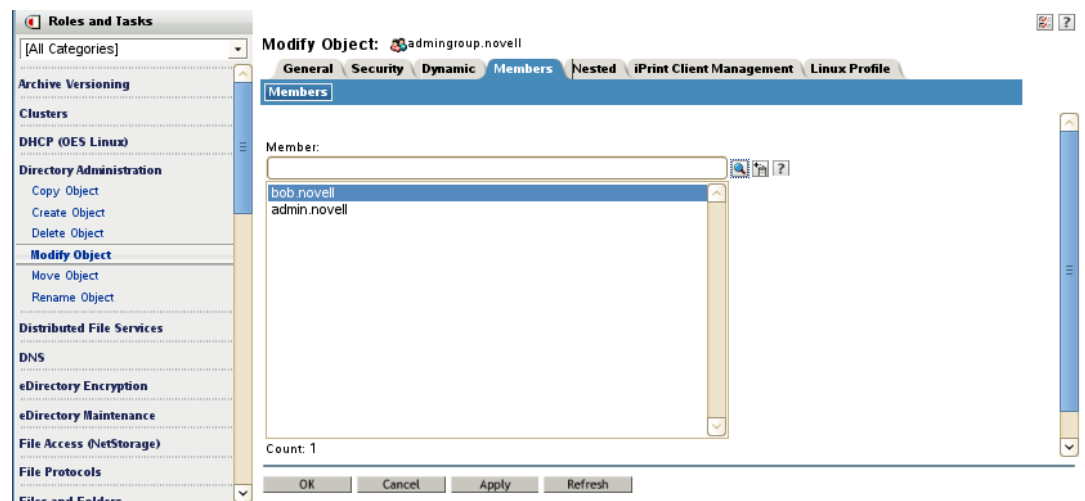 Roles and Tasks
[All Categories]
Archive Versioning
Clusters
DHCP (OES Linux)
Directory Administration
Copy Object
Create Object
Delete Object
Modify Object
Move Object
Rename Object
Distributed File Services
DNS
eDirectory Encryption
eDirectory Maintenance
File Access (NetStorage)
File Protocols
Files and Folders
?
Modify Object: admingroup.novell
General Security Dynamic Members Nested iPrint Client Management Linux Profile
Members
Member:
?
bob.novell
admin.novell
Count: 1
OK Cancel Apply Refresh